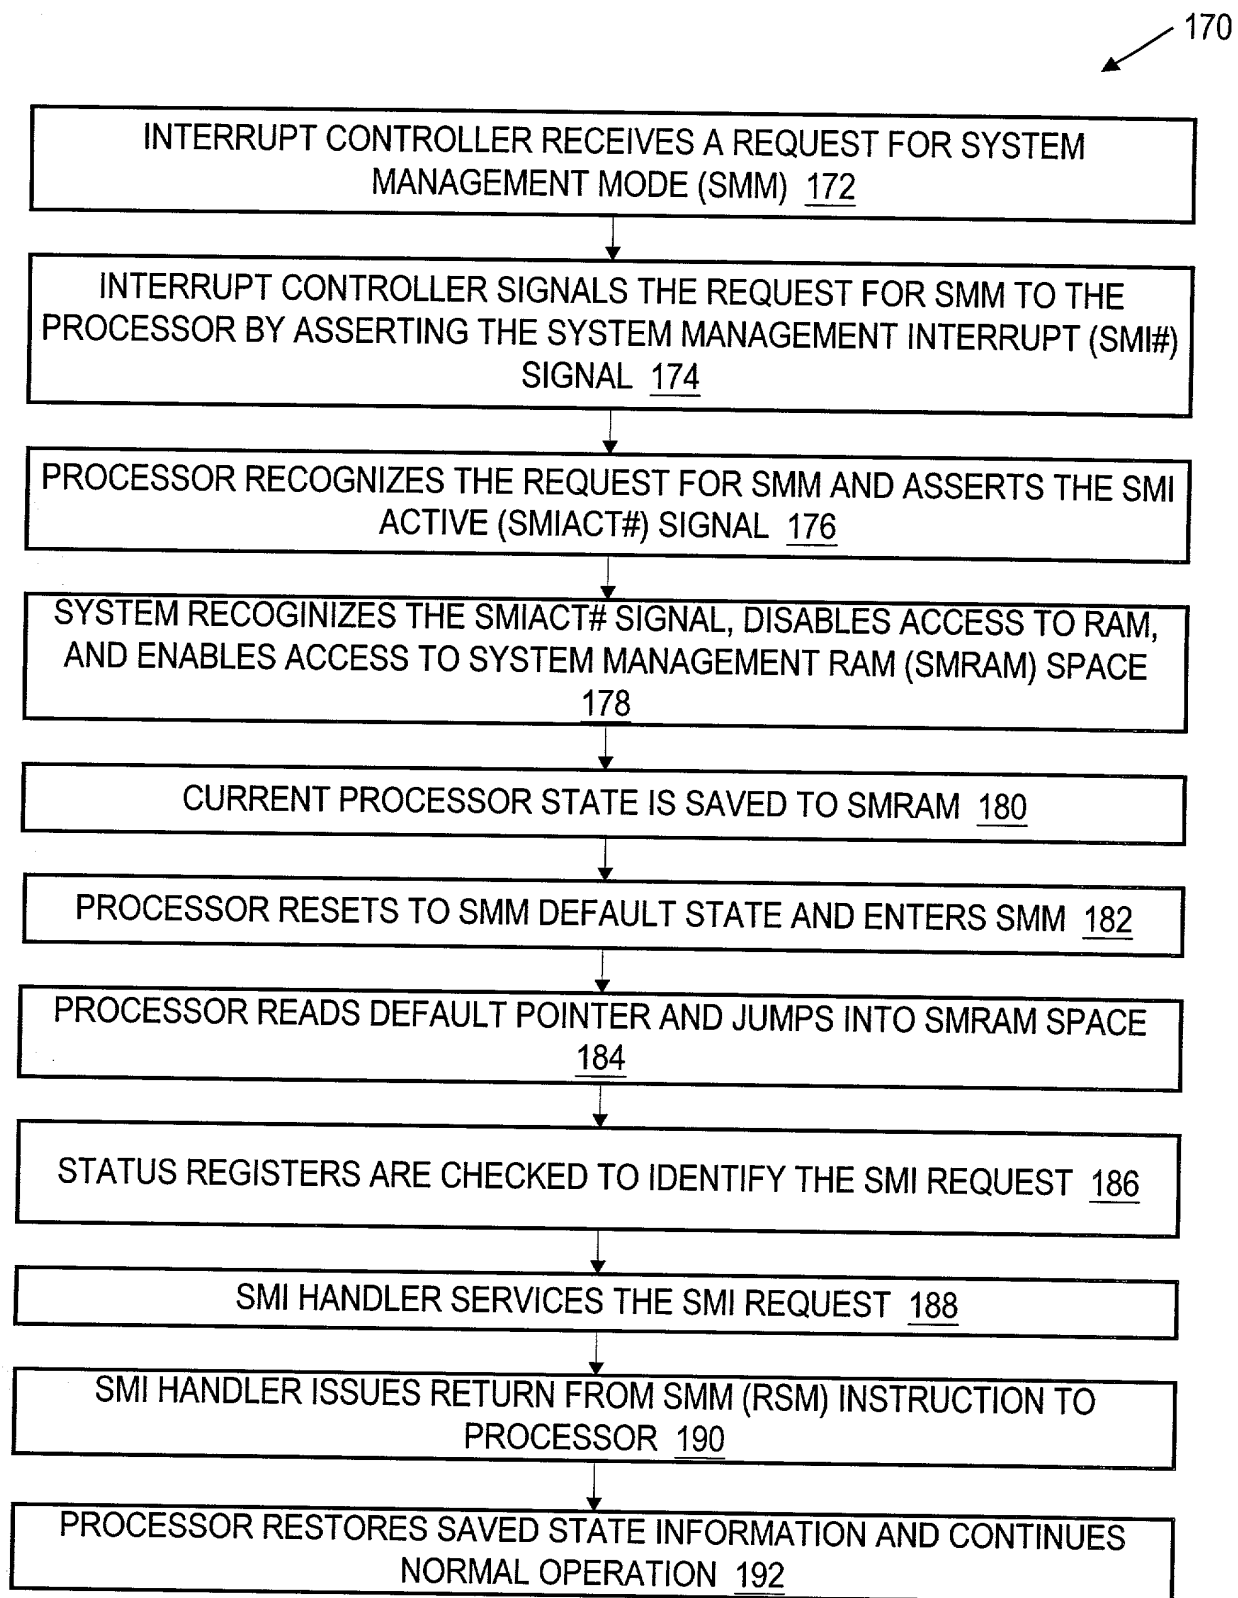 170
INTERRUPT CONTROLLER RECEIVES A REQUEST FOR SYSTEM
MANAGEMENT MODE (SMM) 172
INTERRUPT CONTROLLER SIGNALS THE REQUEST FOR SMM TO THE
PROCESSOR BY ASSERTING THE SYSTEM MANAGEMENT INTERRUPT (SMI#)
SIGNAL 174
PROCESSOR RECOGNIZES THE REQUEST FOR SMM AND ASSERTS THE SMI
ACTIVE (SMIACT#) SIGNAL 176
SYSTEM RECOGINIZES THE SMIACT# SIGNAL, DISABLES ACCESS TO RAM,
AND ENABLES ACCESS TO SYSTEM MANAGEMENT RAM (SMRAM) SPACE
178
CURRENT PROCESSOR STATE IS SAVED TO SMRAM 180
PROCESSOR RESETS TO SMM DEFAULT STATE AND ENTERS SMM 182
PROCESSOR READS DEFAULT POINTER AND JUMPS INTO SMRAM SPACE
184
STATUS REGISTERS ARE CHECKED TO IDENTIFY THE SMI REQUEST 186
SMI HANDLER SERVICES THE SMI REQUEST 188
SMI HANDLER ISSUES RETURN FROM SMM (RSM) INSTRUCTION TO
PROCESSOR 190
PROCESSOR RESTORES SAVED STATE INFORMATION AND CONTINUES
NORMAL OPERATION 192